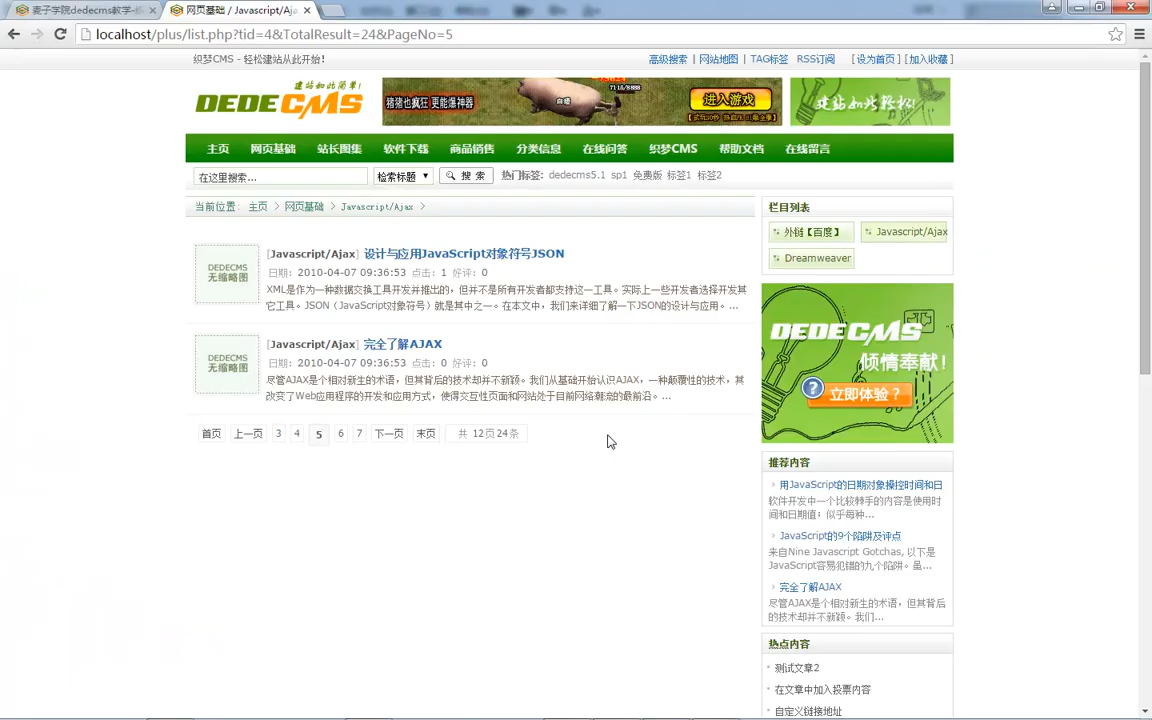 麦子学院dedecms教学-
网页基础 / Javascript/Aja
localhost/plus/list.php?tid=4&TotalResult=24&PageNo=5
织梦CMS - 轻松建站从此开始!
高级搜索 | 网站地图 | TAG标签 RSS订阅 [设为首页] [加入收藏]
建站如此简单!
DEDECMS
猪猪也疯狂 更能爆神器
进入游戏
建站如此轻松!
主页 网页基础 站长图集 软件下载 商品销售 分类信息 在线问答 织梦CMS 帮助文档 在线留言
在这里搜索... 检索标题 搜 索 热门标签: dedecms5.1 sp1 免费版 标签1 标签2
当前位置: 主页 > 网页基础 > Javascript/Ajax >
DEDECMS
无缩略图
[Javascript/Ajax] 设计与应用JavaScript对象符号JSON
日期: 2010-04-07 09:36:53 点击: 1 好评: 0
XML是作为一种数据交换工具开发并推出的，但并不是所有开发者都支持这一工具。实际上一些开发者选择开发其
它工具。JSON（JavaScript对象符号）就是其中之一。在本文中，我们来详细了解一下JSON的设计与应用。...
DEDECMS
无缩略图
[Javascript/Ajax] 完全了解AJAX
日期: 2010-04-07 09:36:53 点击: 0 好评: 0
尽管AJAX是个相对新生的术语，但其背后的技术却并不新颖。我们从基础开始认识AJAX，一种颠覆性的技术，其
改变了Web应用程序的开发和应用方式，使得交互性页面和网站处于目前网络潮流的最前沿。...
首页 上一页 3 4 5 6 7 下一页 末页 共 12页24条
栏目列表
外链【百度】 Javascript/Ajax
Dreamweaver
DEDECMS
倾情奉献!
? 立即体验?
推荐内容
用JavaScript的日期对象操控时间和日
软件开发中一个比较棘手的内容是使用时
间和日期值；似乎每种...
JavaScript的9个陷阱及评点
来自Nine Javascript Gotchas, 以下是
JavaScript容易犯错的九个陷阱。虽...
完全了解AJAX
尽管AJAX是个相对新生的术语，但其背后
的技术却并不新颖。我们...
热点内容
测试文章2
在文章中加入投票内容
自定义链接地址